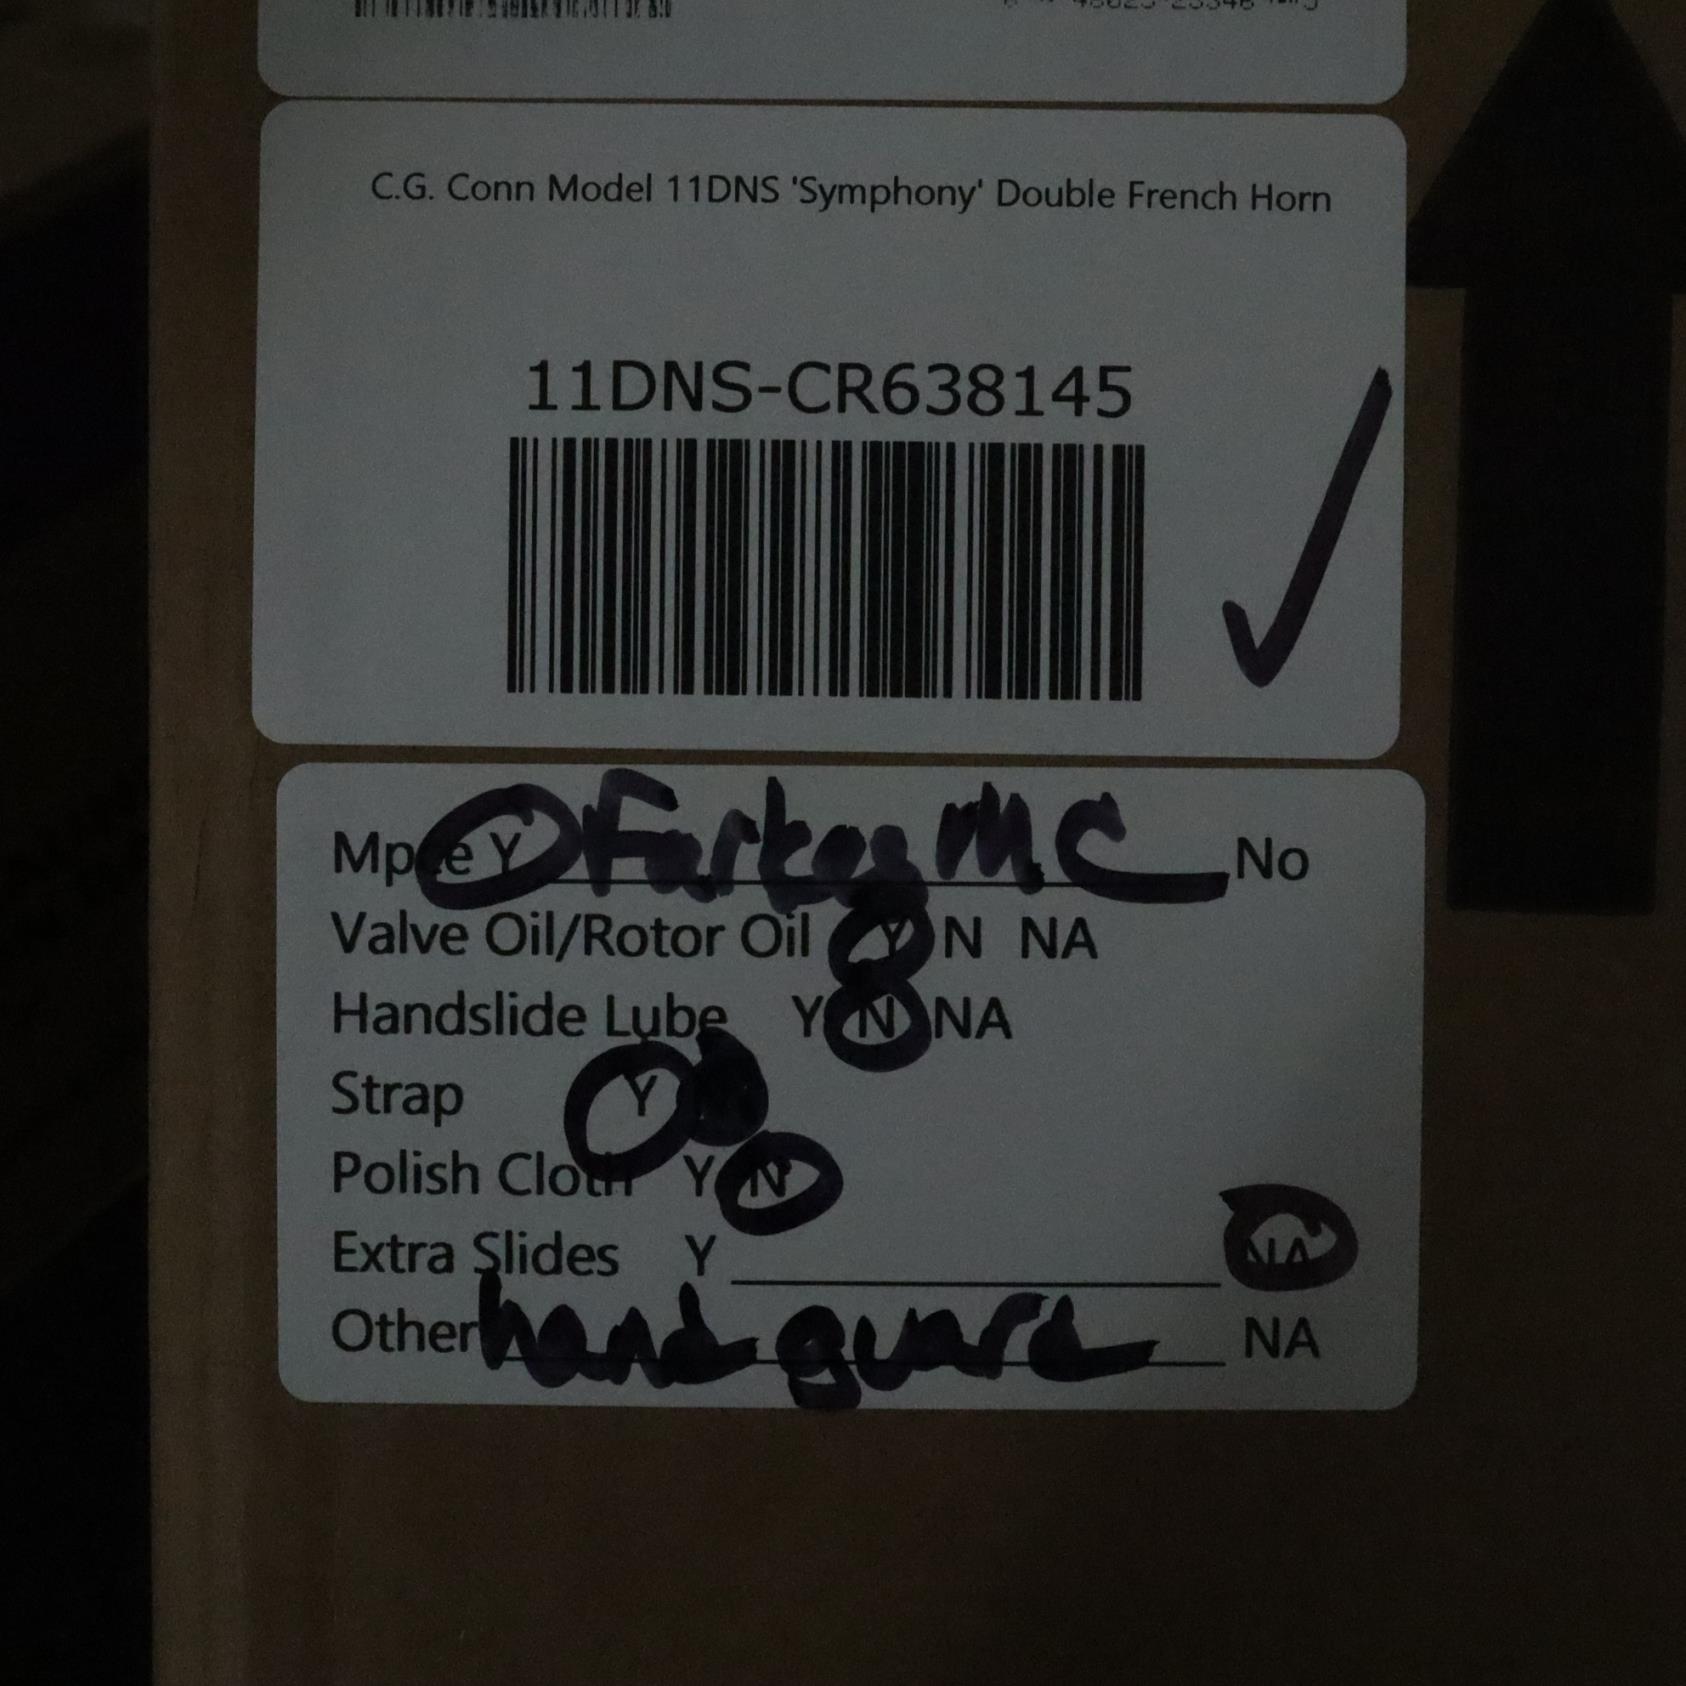 C.G. Conn Model 11DNS 'Symphony' Double French Horn
11DNS-CR638145
Mpce Y Farkas MC No
Valve Oil/Rotor Oil Y N NA
Handslide Lube Y N NA
Strap Y
Polish Cloth Y N
Extra Slides Y NA
Other hand guard NA